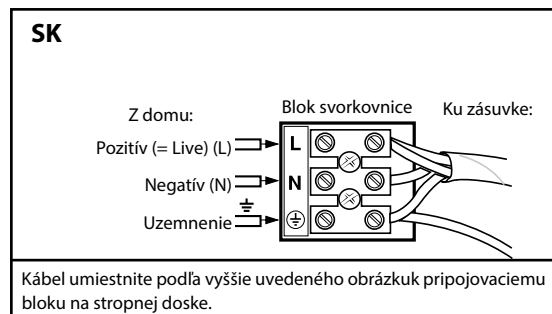 SK
Z domu:
Blok svorkovnice
Ku zásuvke:
Pozitív (= Live) (L)
L
Negatív (N)
N
Uzemnenie
Kábel umiestnite podľa vyššie uvedeného obrázkuk pripojovaciemu
bloku na stropnej doske.